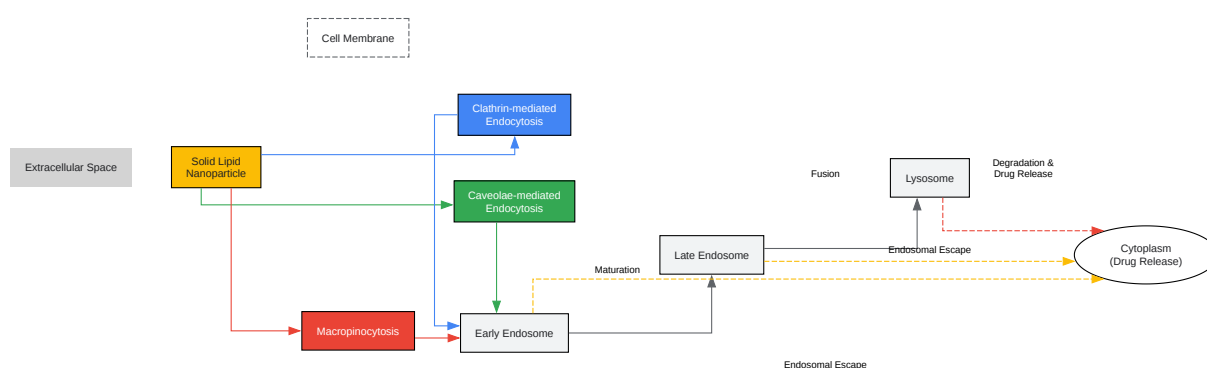 Cell Membrane
Clathrin-mediated
Endocytosis
Extracellular Space
Solid Lipid
Nanoparticle
Caveolae-mediated
Endocytosis
Fusion
Lysosome
Degradation &
Drug Release
Late Endosome
Endosomal Escape
Cytoplasm
(Drug Release)
Maturation
Macropinocytosis
Early Endosome
Endosomal Escape